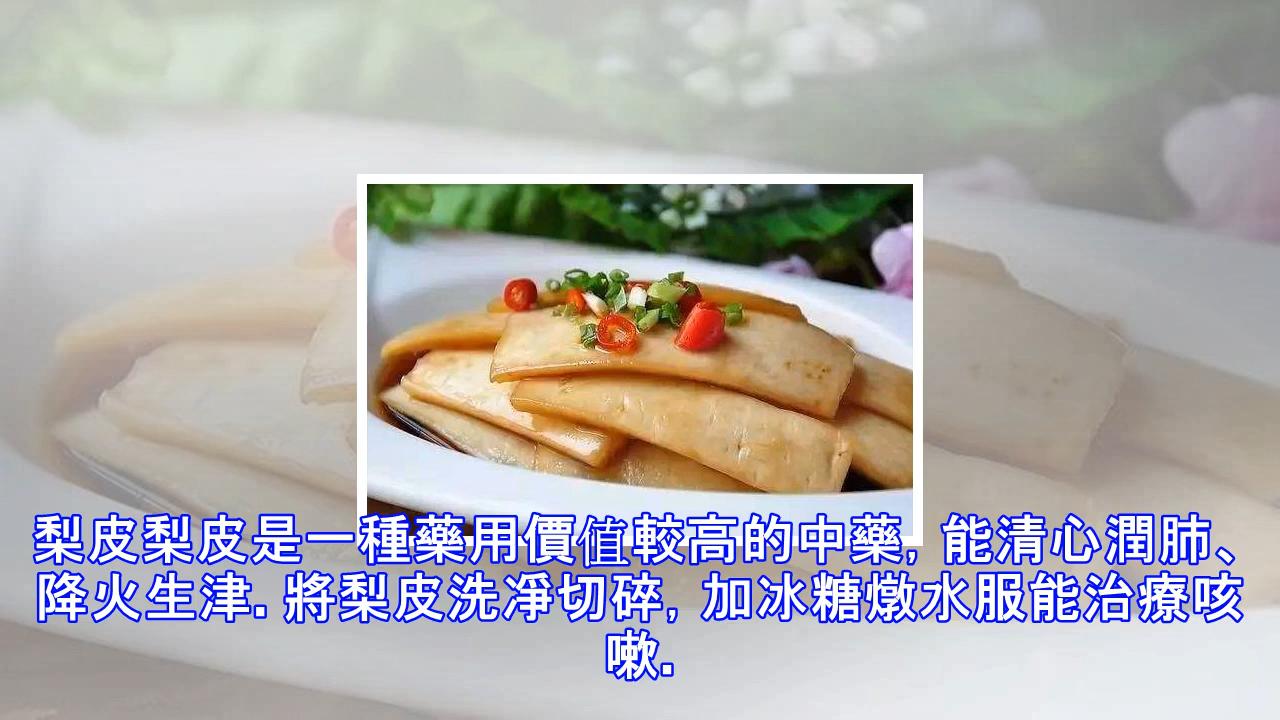 梨皮梨皮是一種藥用價值較高的中藥, 能清心潤肺、
降火生津. 將梨皮洗凈切碎, 加冰糖燉水服能治療咳
嗽.